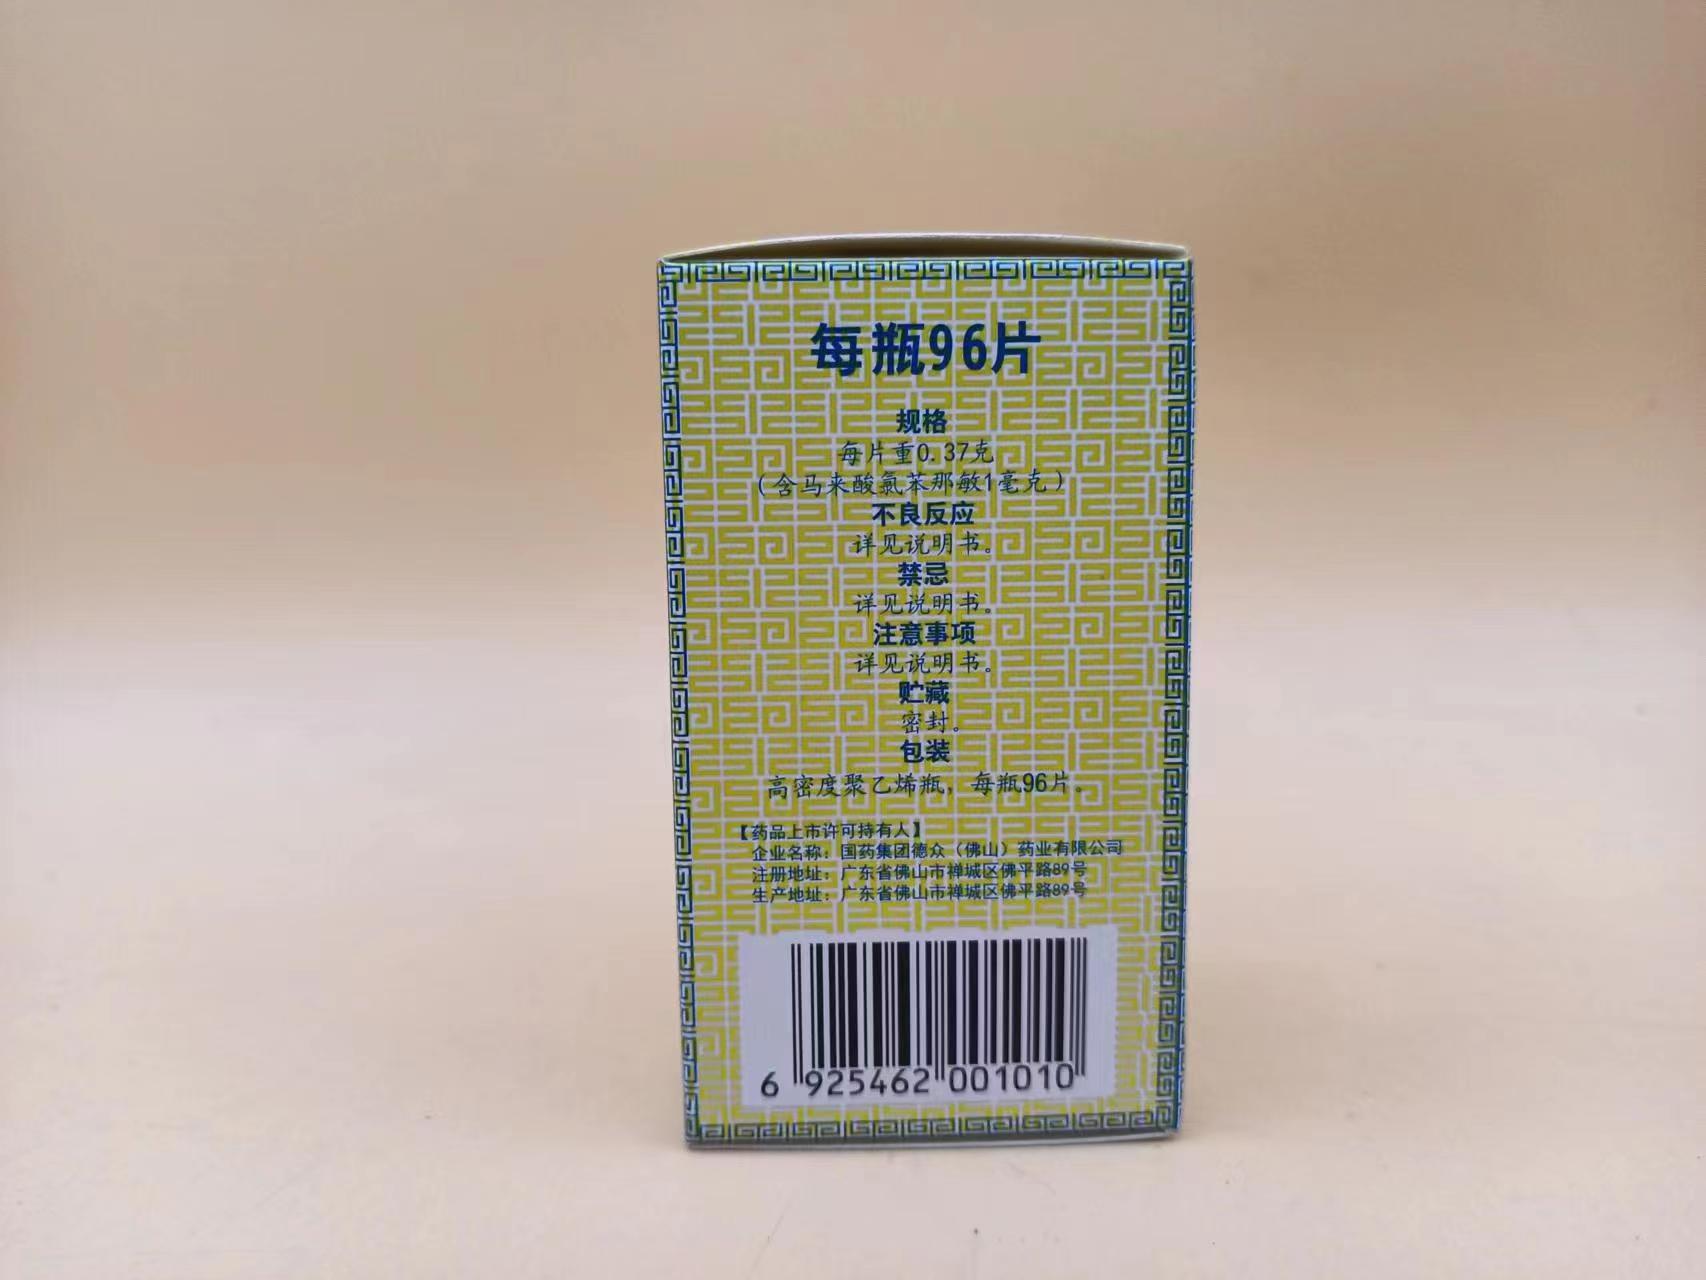 每瓶96片
规格
每片重0.37克
（含马来酸氯苯那敏1毫克）
不良反应
详见说明书。
禁忌
详见说明书。
注意事项
详见说明书。
贮藏
密封。
包装
高密度聚乙烯瓶，每瓶96片。
【药品上市许可持有人】
企业名称：国药集团德众（佛山）药业有限公司
注册地址：广东省佛山市禅城区佛平路89号
生产地址：广东省佛山市禅城区佛平路89号
6 925462 001010